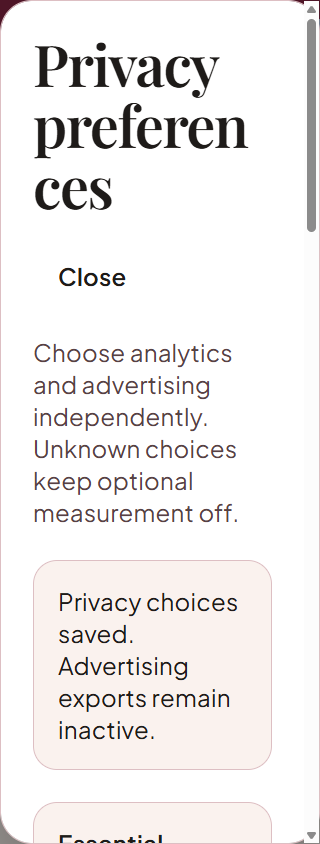 Privacy
preferen
ces
Close
Choose analytics
and advertising
independently.
Unknown choices
keep optional
measurement off.
Privacy choices
saved.
Advertising
exports remain
inactive.
Essential